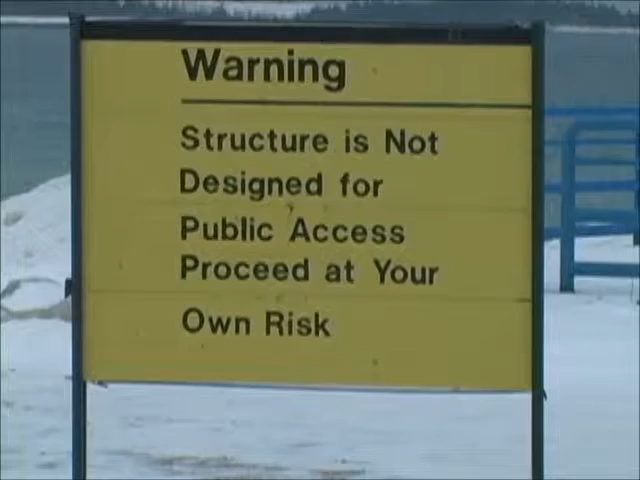 Warning
Structure is Not
Designed for
Public Access
Proceed at Your
Own Risk